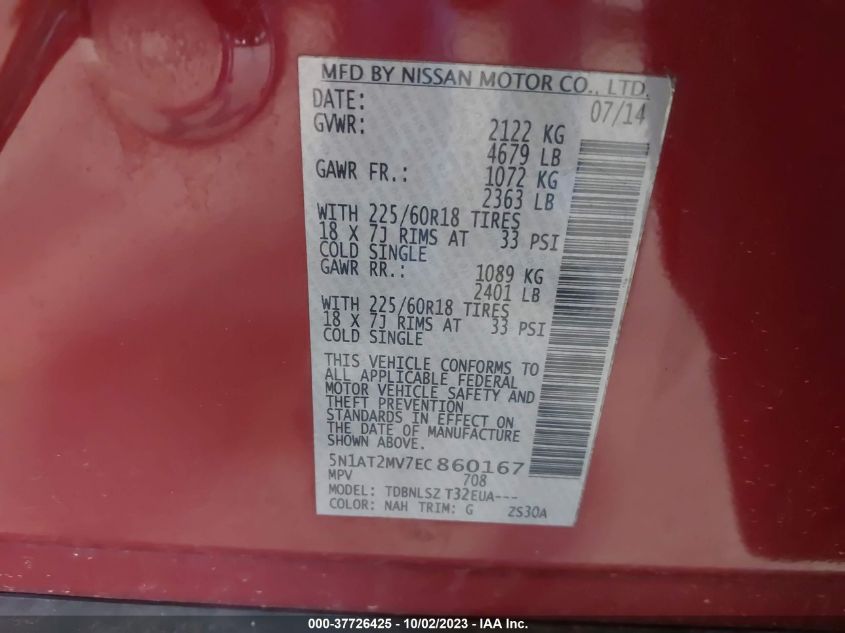 MFD BY NISSAN MOTOR CO., LTD.
DATE: 07/14
GVWR: 2122 KG
4679 LB
GAWR FR.: 1072 KG
2363 LB
WITH 225/60R18 TIRES
18 X 7J RIMS AT 33 PSI
COLD SINGLE
GAWR RR.: 1089 KG
2401 LB
WITH 225/60R18 TIRES
18 X 7J RIMS AT 33 PSI
COLD SINGLE
THIS VEHICLE CONFORMS TO
ALL APPLICABLE FEDERAL
MOTOR VEHICLE SAFETY AND
THEFT PREVENTION
STANDARDS IN EFFECT ON
THE DATE OF MANUFACTURE
SHOWN ABOVE.
5N1AT2MV7EC860167
MPV 708
MODEL: TDBNLSZ T32EUA---
COLOR: NAH TRIM: G ZS30A
000-37726425 - 10/02/2023 - IAA Inc.